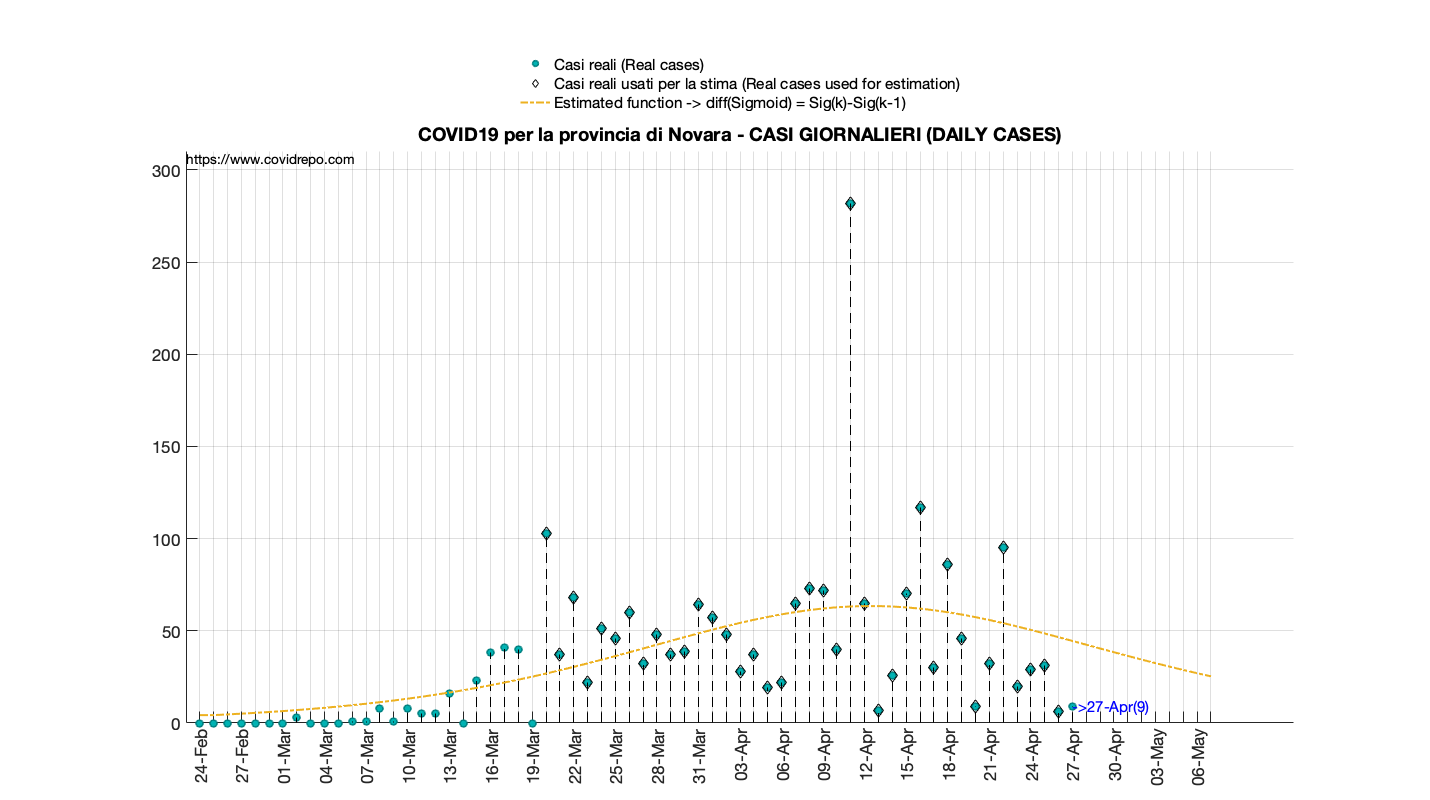 Casi reali (Real cases)
Casi reali usati per la stima (Real cases used for estimation)
Estimated function -> diff(Sigmoid) = Sig(k)-Sig(k-1)
COVID19 per la provincia di Novara - CASI GIORNALIERI (DAILY CASES)
https://www.covidrepo.com
300
250
200
150
100
50
0
->27-Apr(9)
24-Feb
27-Feb
01-Mar
04-Mar
07-Mar
10-Mar
13-Mar
16-Mar
19-Mar
22-Mar
25-Mar
28-Mar
31-Mar
03-Apr
06-Apr
09-Apr
12-Apr
15-Apr
18-Apr
21-Apr
24-Apr
27-Apr
30-Apr
03-May
06-May